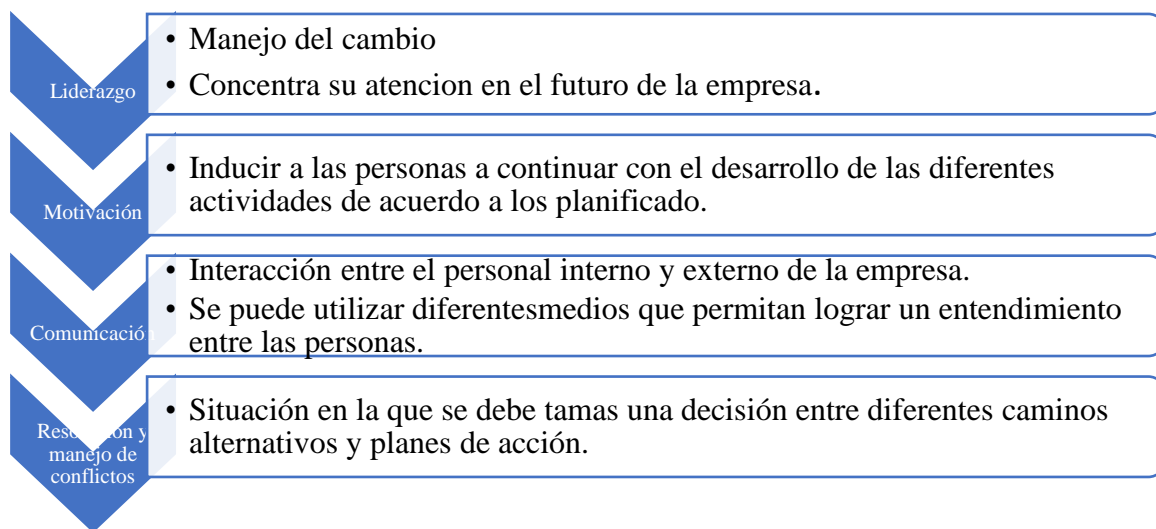 Liderazgo
• Manejo del cambio
• Concentra su atencion en el futuro de la empresa.
Motivación
• Inducir a las personas a continuar con el desarrollo de las diferentes
actividades de acuerdo a los planificado.
Comunicación
• Interacción entre el personal interno y externo de la empresa.
• Se puede utilizar diferentesmedios que permitan lograr un entendimiento
entre las personas.
Resolución y
manejo de
conflictos
• Situación en la que se debe tamas una decisión entre diferentes caminos
alternativos y planes de acción.